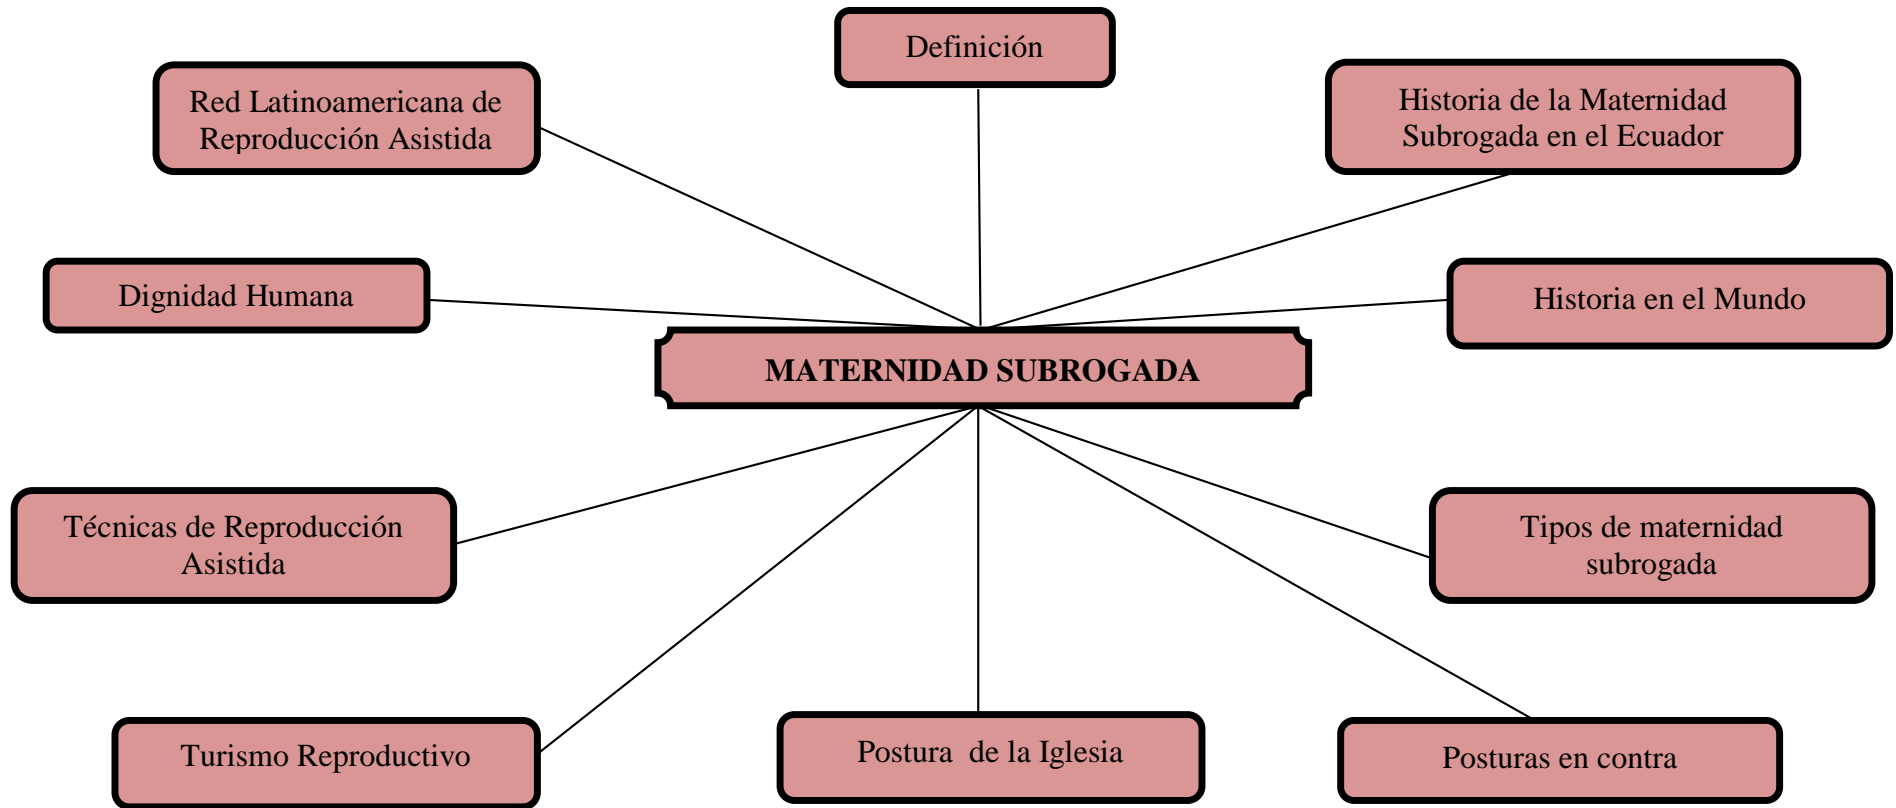 Definición
Red Latinoamericana de
Reproducción Asistida
Historia de la Maternidad
Subrogada en el Ecuador
Dignidad Humana
Historia en el Mundo
MATERNIDAD SUBROGADA
Técnicas de Reproducción
Asistida
Tipos de maternidad
subrogada
Turismo Reproductivo
Postura de la Iglesia
Posturas en contra